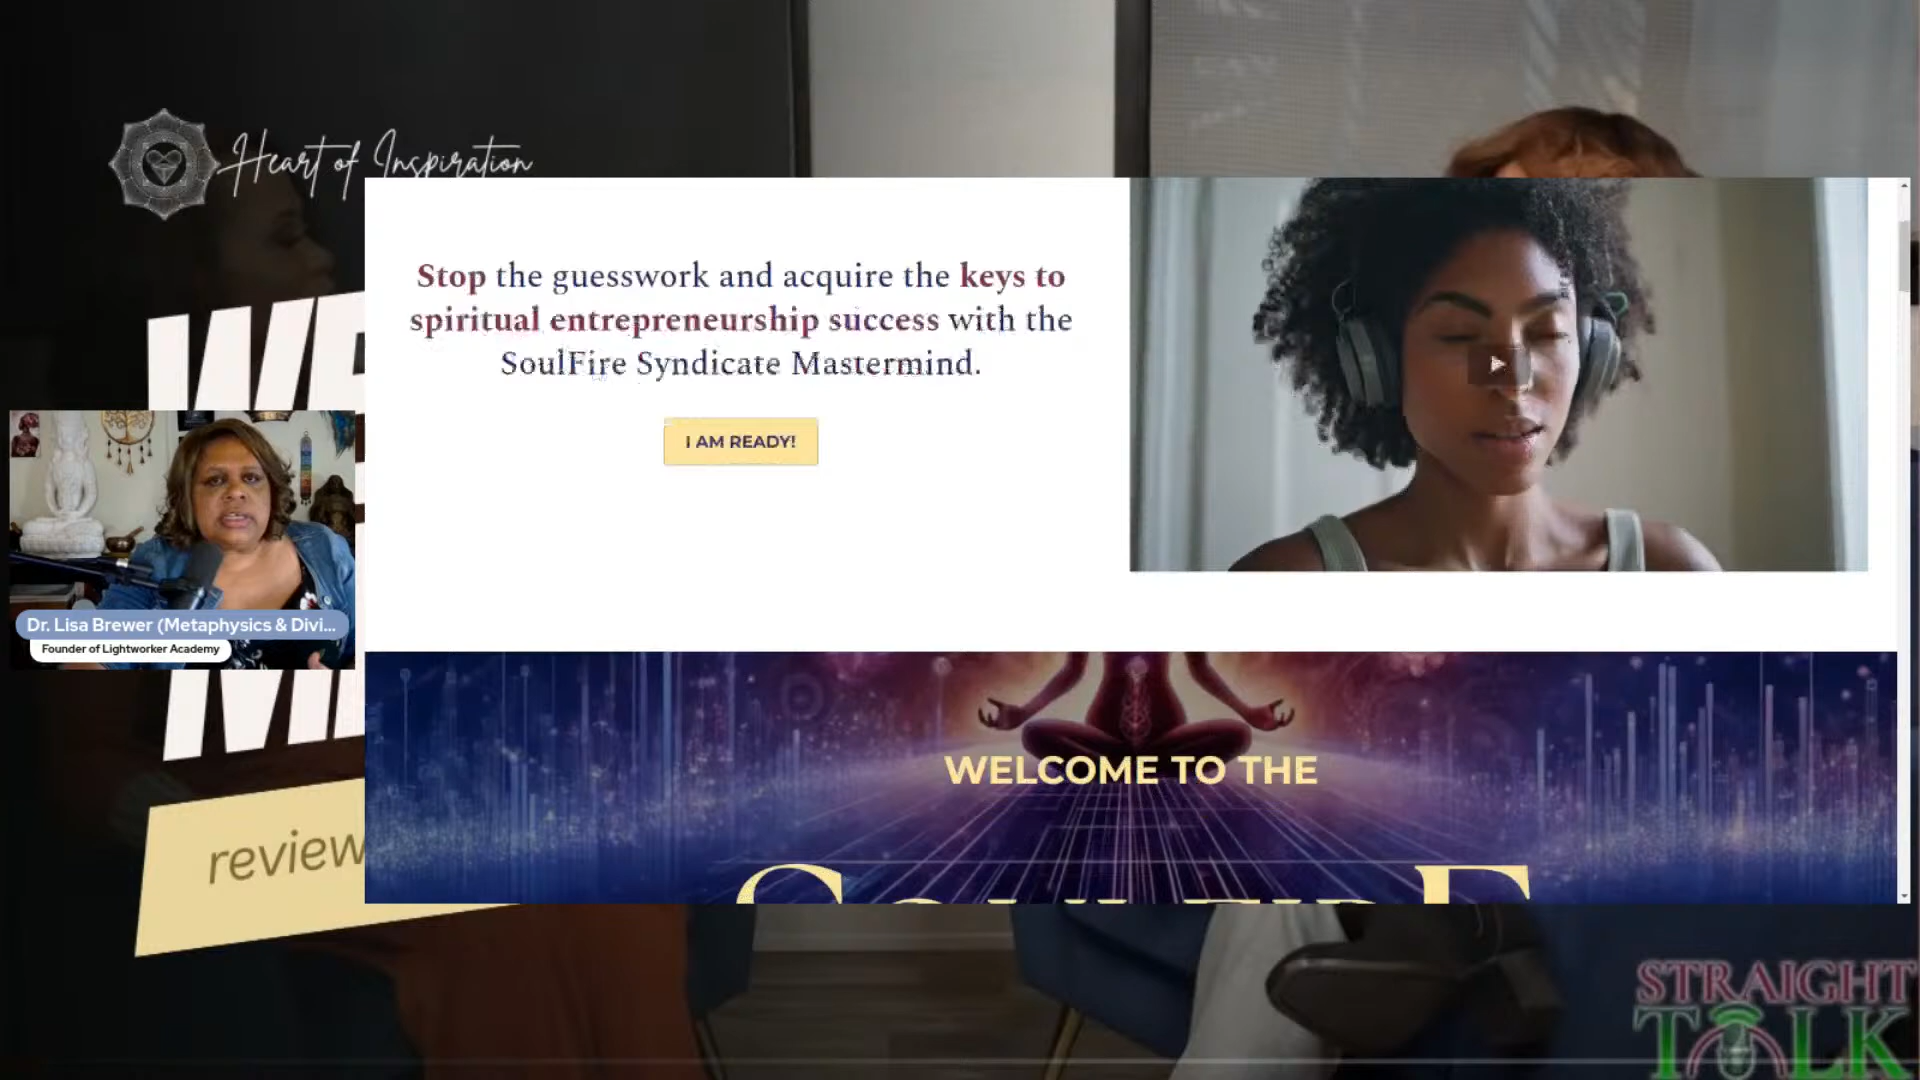 Heart of Inspiration
Stop the guesswork and acquire the keys to
spiritual entrepreneurship success with the
SoulFire Syndicate Mastermind.
I AM READY!
Dr. Lisa Brewer (Metaphysics & Divi...
Founder of Lightworker Academy
review
WELCOME TO THE
STRAIGHT
TALK